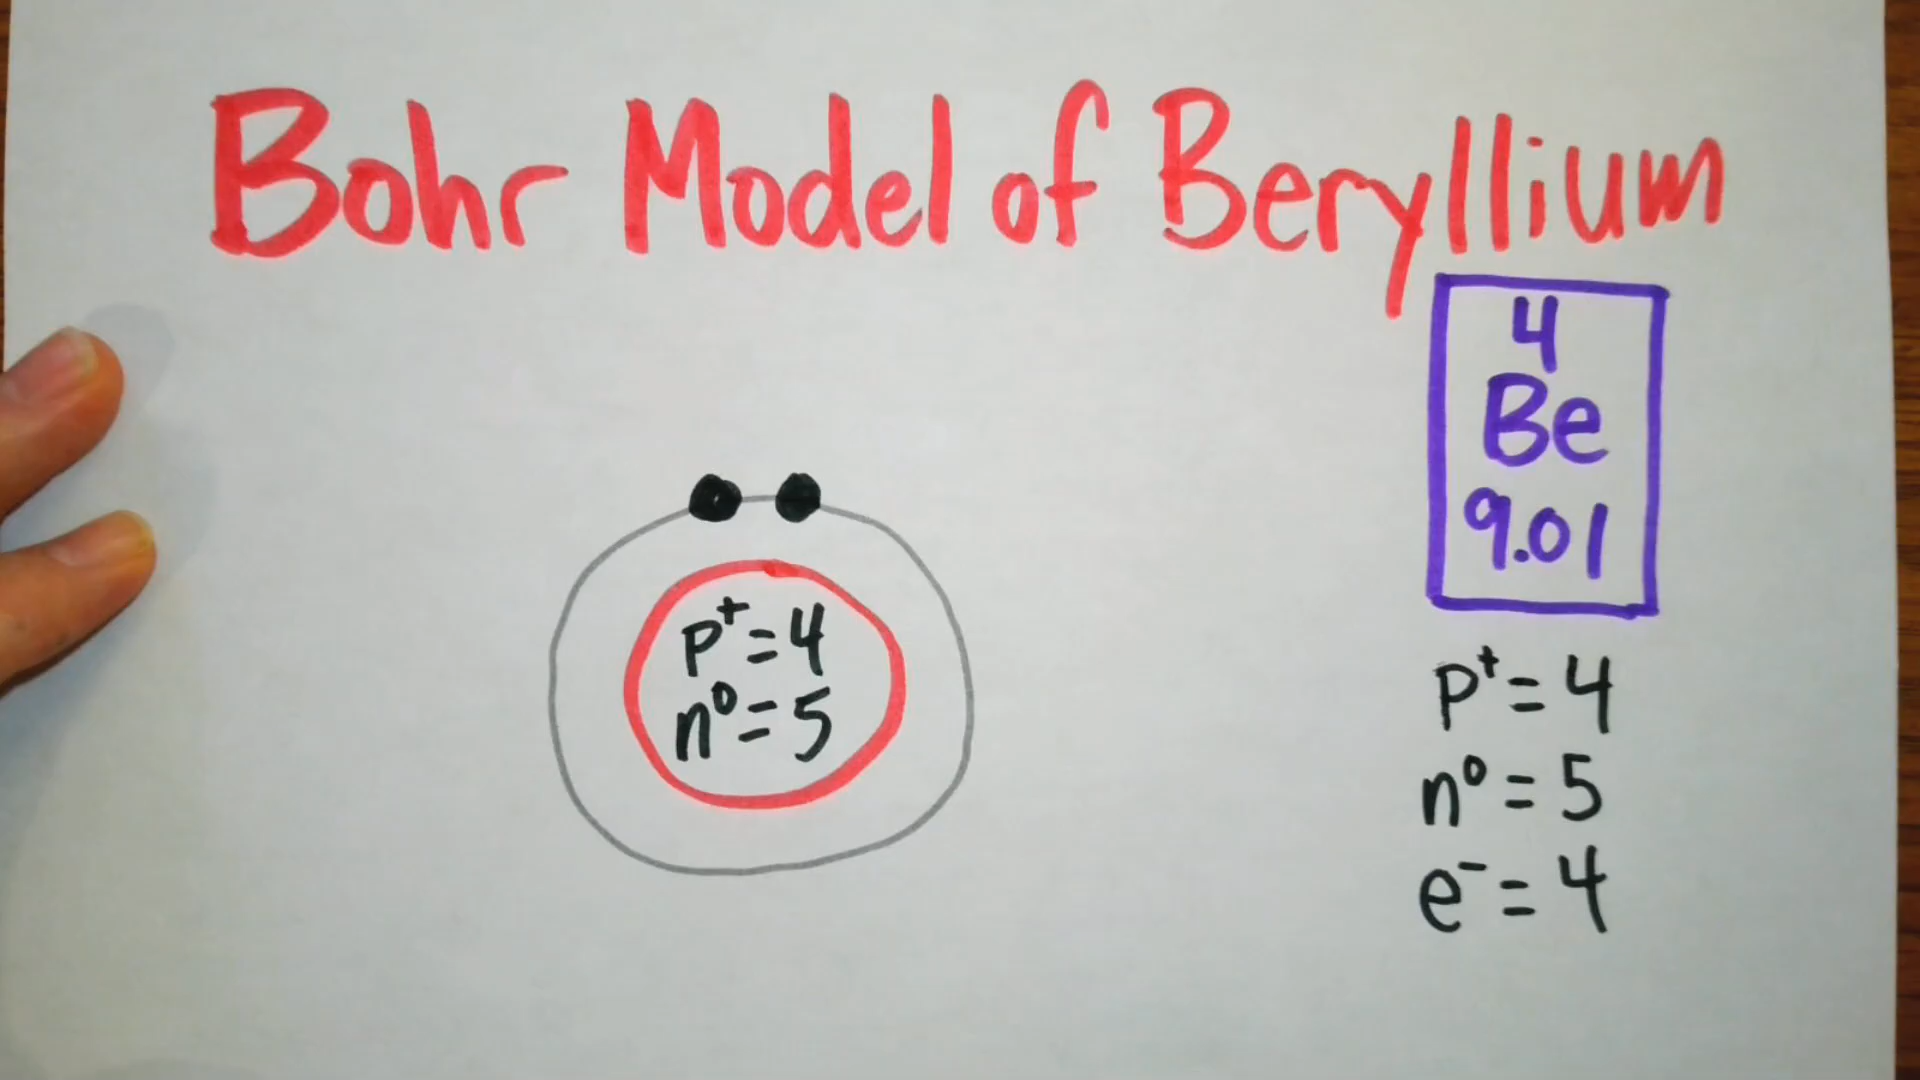 Bohr Model of Beryllium
4
Be
9.01
p⁺=4
n⁰=5
p⁺=4
n⁰=5
e⁻=4